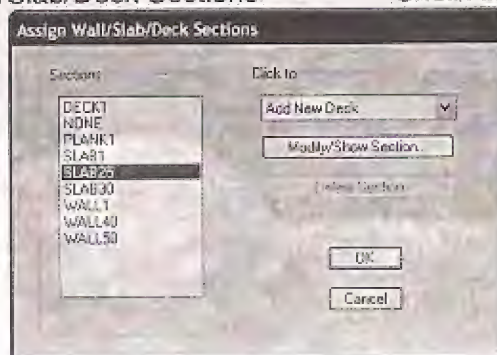 Slab/Deck Sections
Assign Wall/Slab/Deck Sections
Sections
Click to
DECK1
NONE
PLANK1
SLAB1
SLAB25
SLAB30
WALL1
WALL40
WALL50
Add New Deck
Modify/Show Section..
Delete Section
OK
Cancel